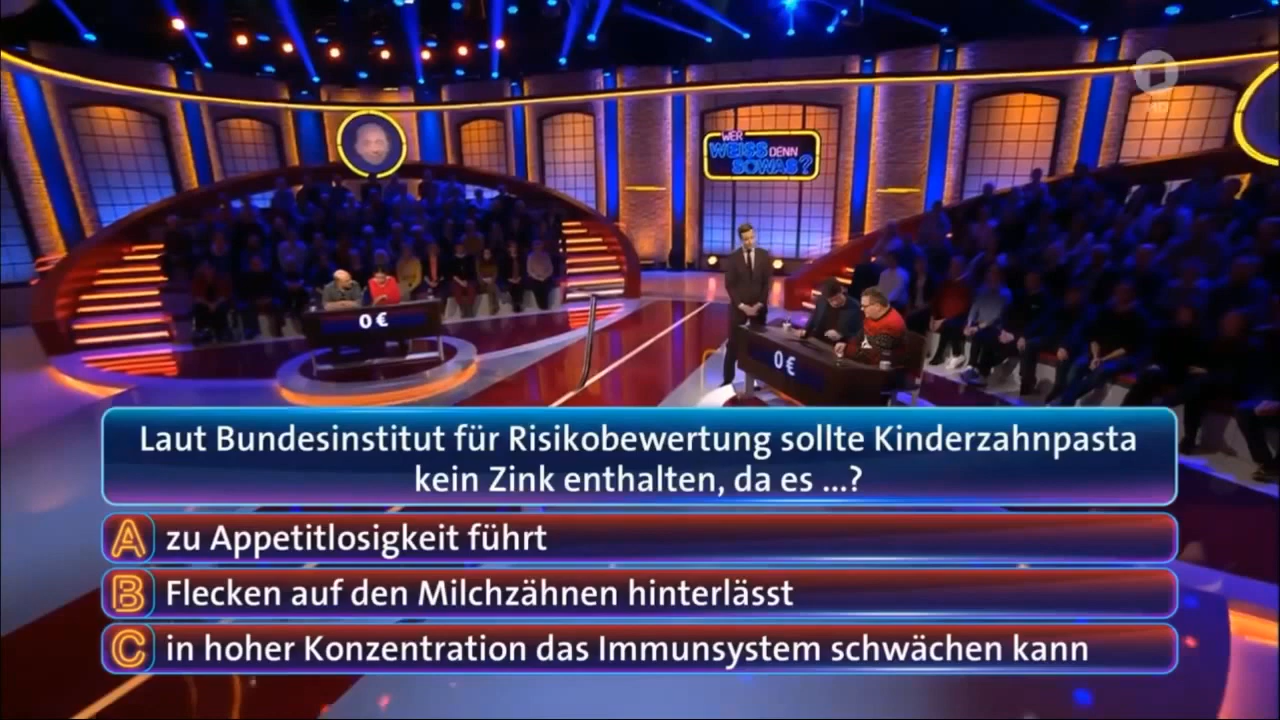 WER
WEISS DENN
SOWAS?
0 €
0 €
Laut Bundesinstitut für Risikobewertung sollte Kinderzahnpasta
kein Zink enthalten, da es ...?
A zu Appetitlosigkeit führt
B Flecken auf den Milchzähnen hinterlässt
C in hoher Konzentration das Immunsystem schwächen kann